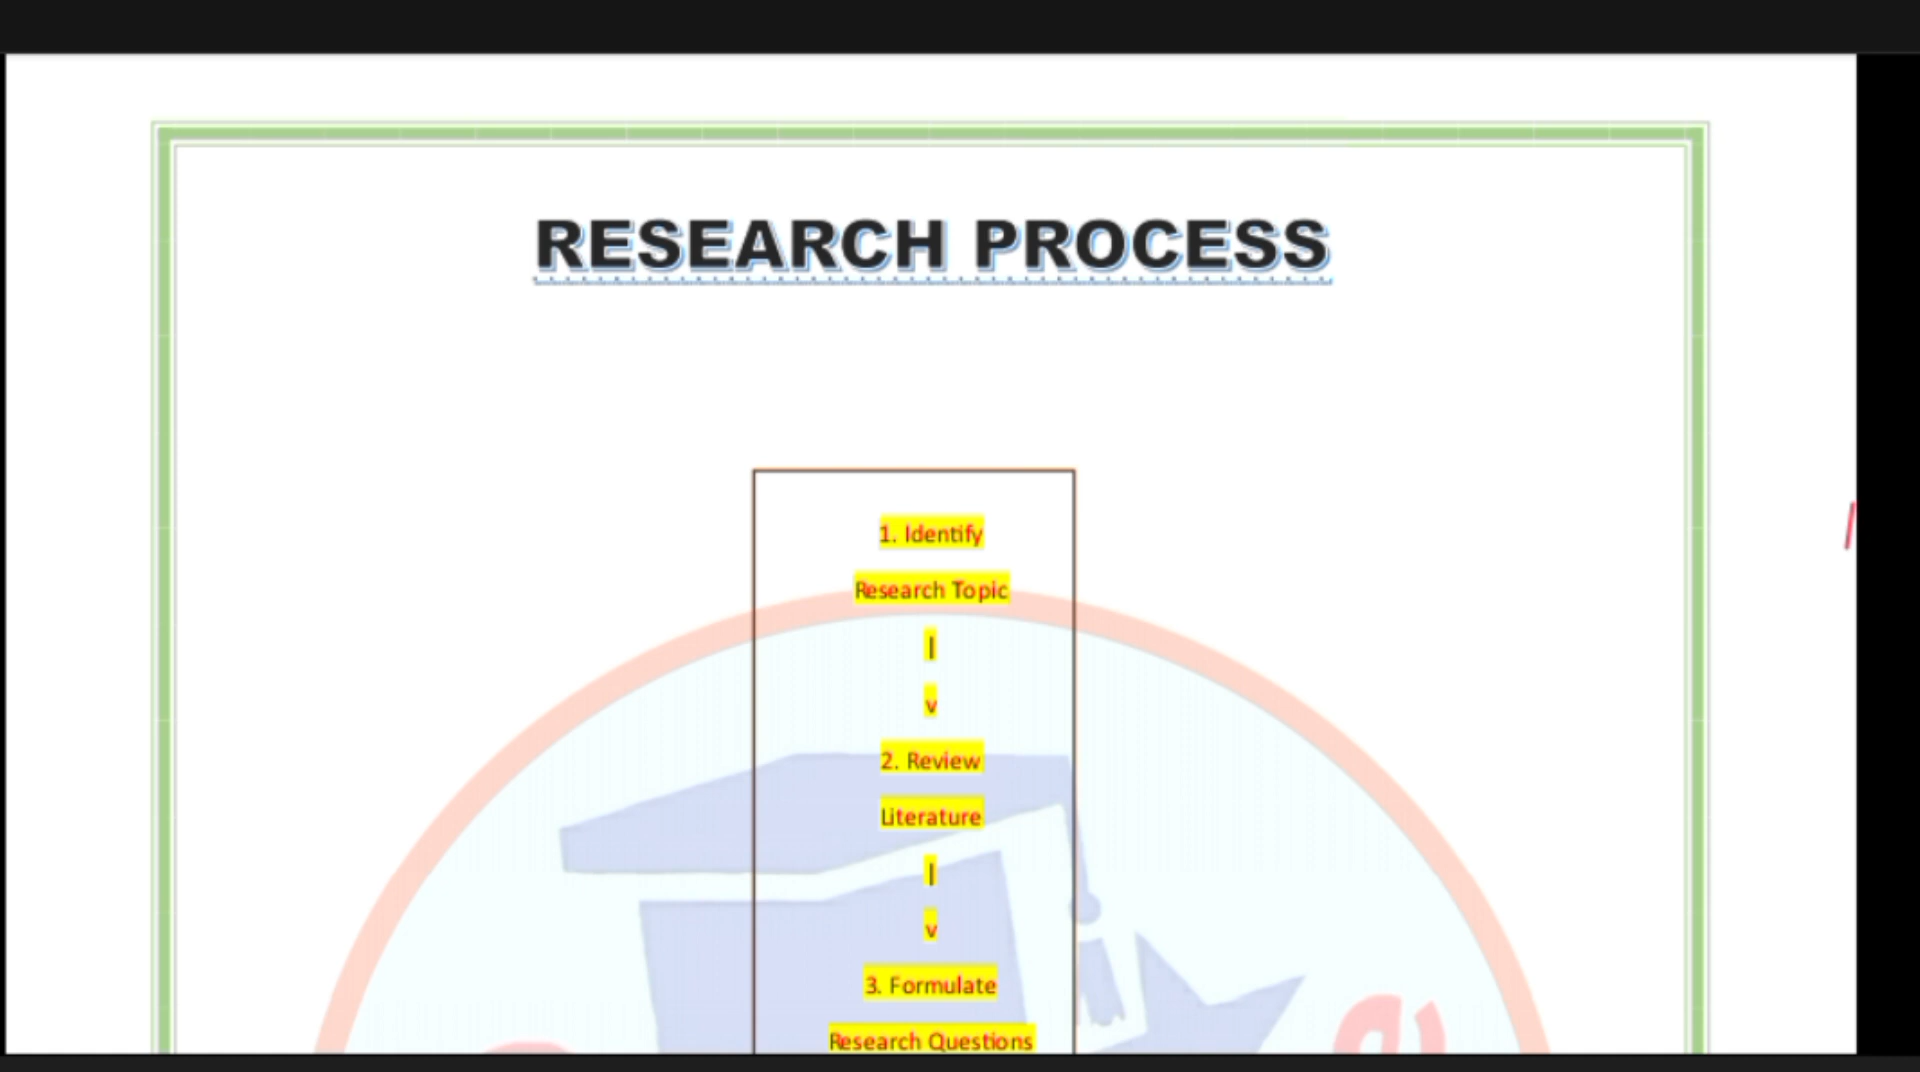 RESEARCH PROCESS
1. Identify
Research Topic
|
v
2. Review
Literature
|
v
3. Formulate
Research Questions